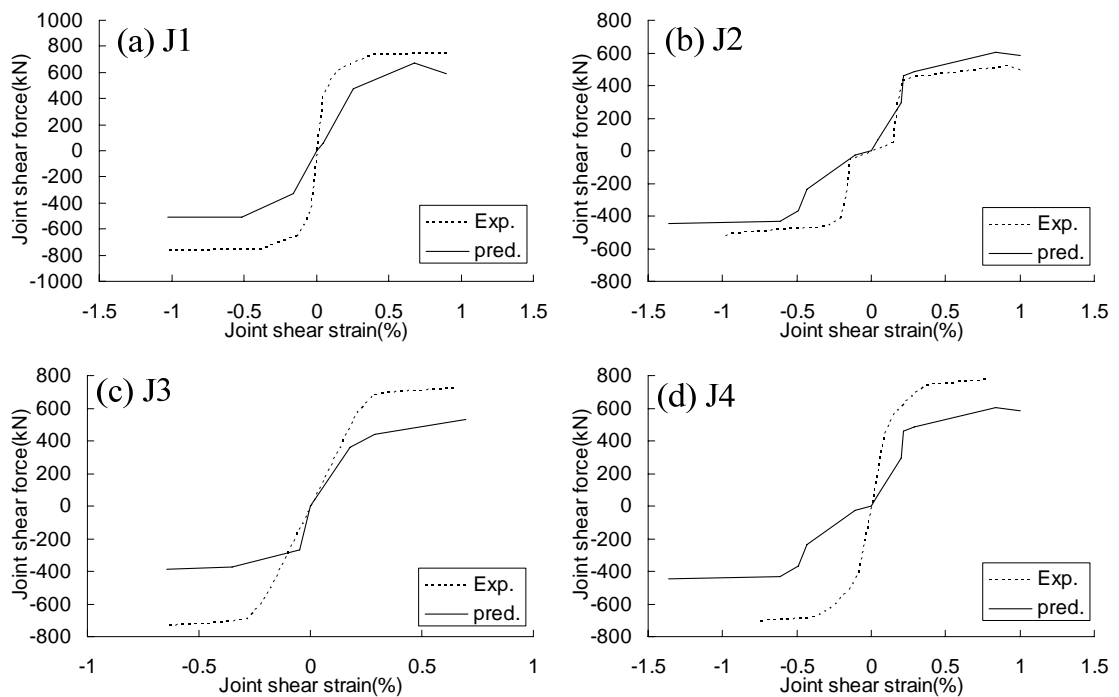 (a) J1
Joint shear force(kN)
1000
800
600
400
200
0
-200
-400
-600
-800
-1000
-1.5 -1 -0.5 0 0.5 1 1.5
Joint shear strain(%)
Exp.
pred.
(b) J2
Joint shear force(kN)
800
600
400
200
0
-200
-400
-600
-800
-1.5 -1 -0.5 0 0.5 1 1.5
Joint shear strain(%)
Exp.
pred.
(c) J3
Joint shear force(kN)
800
600
400
200
0
-200
-400
-600
-800
-1 -0.5 0 0.5 1
Joint shear strain(%)
Exp.
pred.
(d) J4
Joint shear force(kN)
800
600
400
200
0
-200
-400
-600
-800
-1.5 -1 -0.5 0 0.5 1 1.5
Joint shear strain(%)
Exp.
pred.